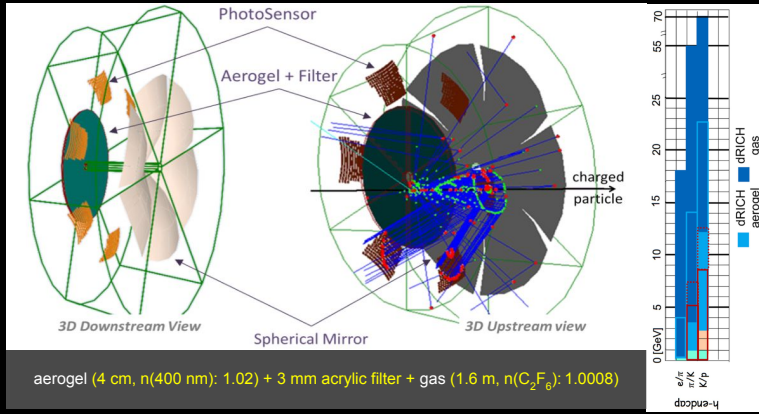 PhotoSensor
Aerogel + Filter
charged
particle
3D Downstream View
3D Upstream view
Spherical Mirror
aerogel (4 cm, n(400 nm): 1.02) + 3 mm acrylic filter + gas (1.6 m, n(C₂F₆): 1.0008)
70
55
25
20
15
10
5
0 [GeV]
e/π
π/K
K/p
h-endcap
dRICH
gas
dRICH
aerogel